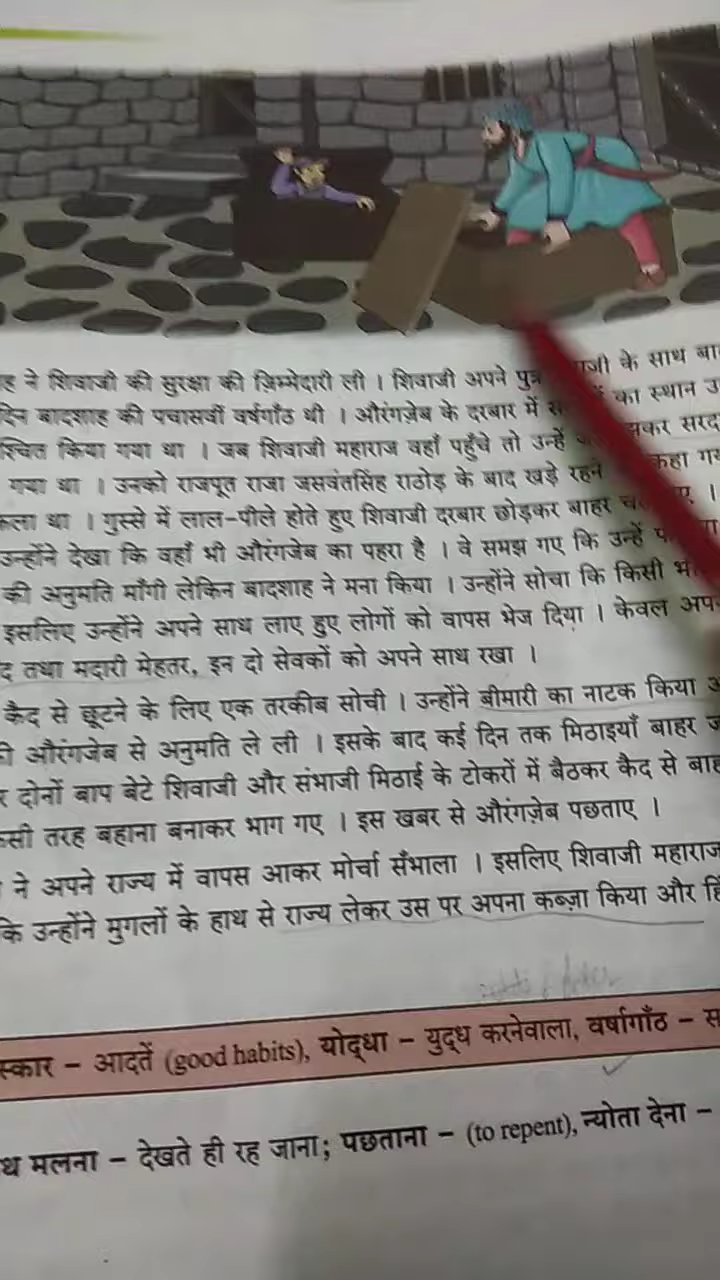 ह ने शिवाजी की सुरक्षा की ज़िम्मेदारी ली । शिवाजी अपने पुत्र के साथ
दिन बादशाह की पचासवीं वर्षगाँठ थी । औरंगज़ेब के दरबार में का स्थान
श्चित किया गया था । जब शिवाजी महाराज वहाँ पहुँचे तो उन्हें
गया था । उनको राजपूत राजा जसवंतसिंह राठोड़ के बाद खड़े रहने कहा
था । गुस्से में लाल-पीले होते हुए शिवाजी दरबार छोड़कर बाहर
उन्होंने देखा कि वहाँ भी औरंगजेब का पहरा है । वे समझ गए कि उन्हें
की अनुमति माँगी लेकिन बादशाह ने मना किया । उन्होंने सोचा कि किसी
इसलिए उन्होंने अपने साथ लाए हुए लोगों को वापस भेज दिया । केवल
द तथा मदारी मेहतर, इन दो सेवकों को अपने साथ रखा ।
कैद से छूटने के लिए एक तरकीब सोची । उन्होंने बीमारी का नाटक किया
औरंगजेब से अनुमति ले ली । इसके बाद कई दिन तक मिठाइयाँ बाहर
दोनों बाप बेटे शिवाजी और संभाजी मिठाई के टोकरों में बैठकर कैद से
तरह बहाना बनाकर भाग गए । इस खबर से औरंगज़ेब पछताए ।
ने अपने राज्य में वापस आकर मोर्चा सँभाला । इसलिए शिवाजी महाराज
कि उन्होंने मुगलों के हाथ से राज्य लेकर उस पर अपना कब्ज़ा किया और
स्कार – आदतें (good habits), योद्धा – युद्ध करनेवाला, वर्षागाँठ –
थ मलना – देखते ही रह जाना; पछताना – (to repent), न्योता देना –